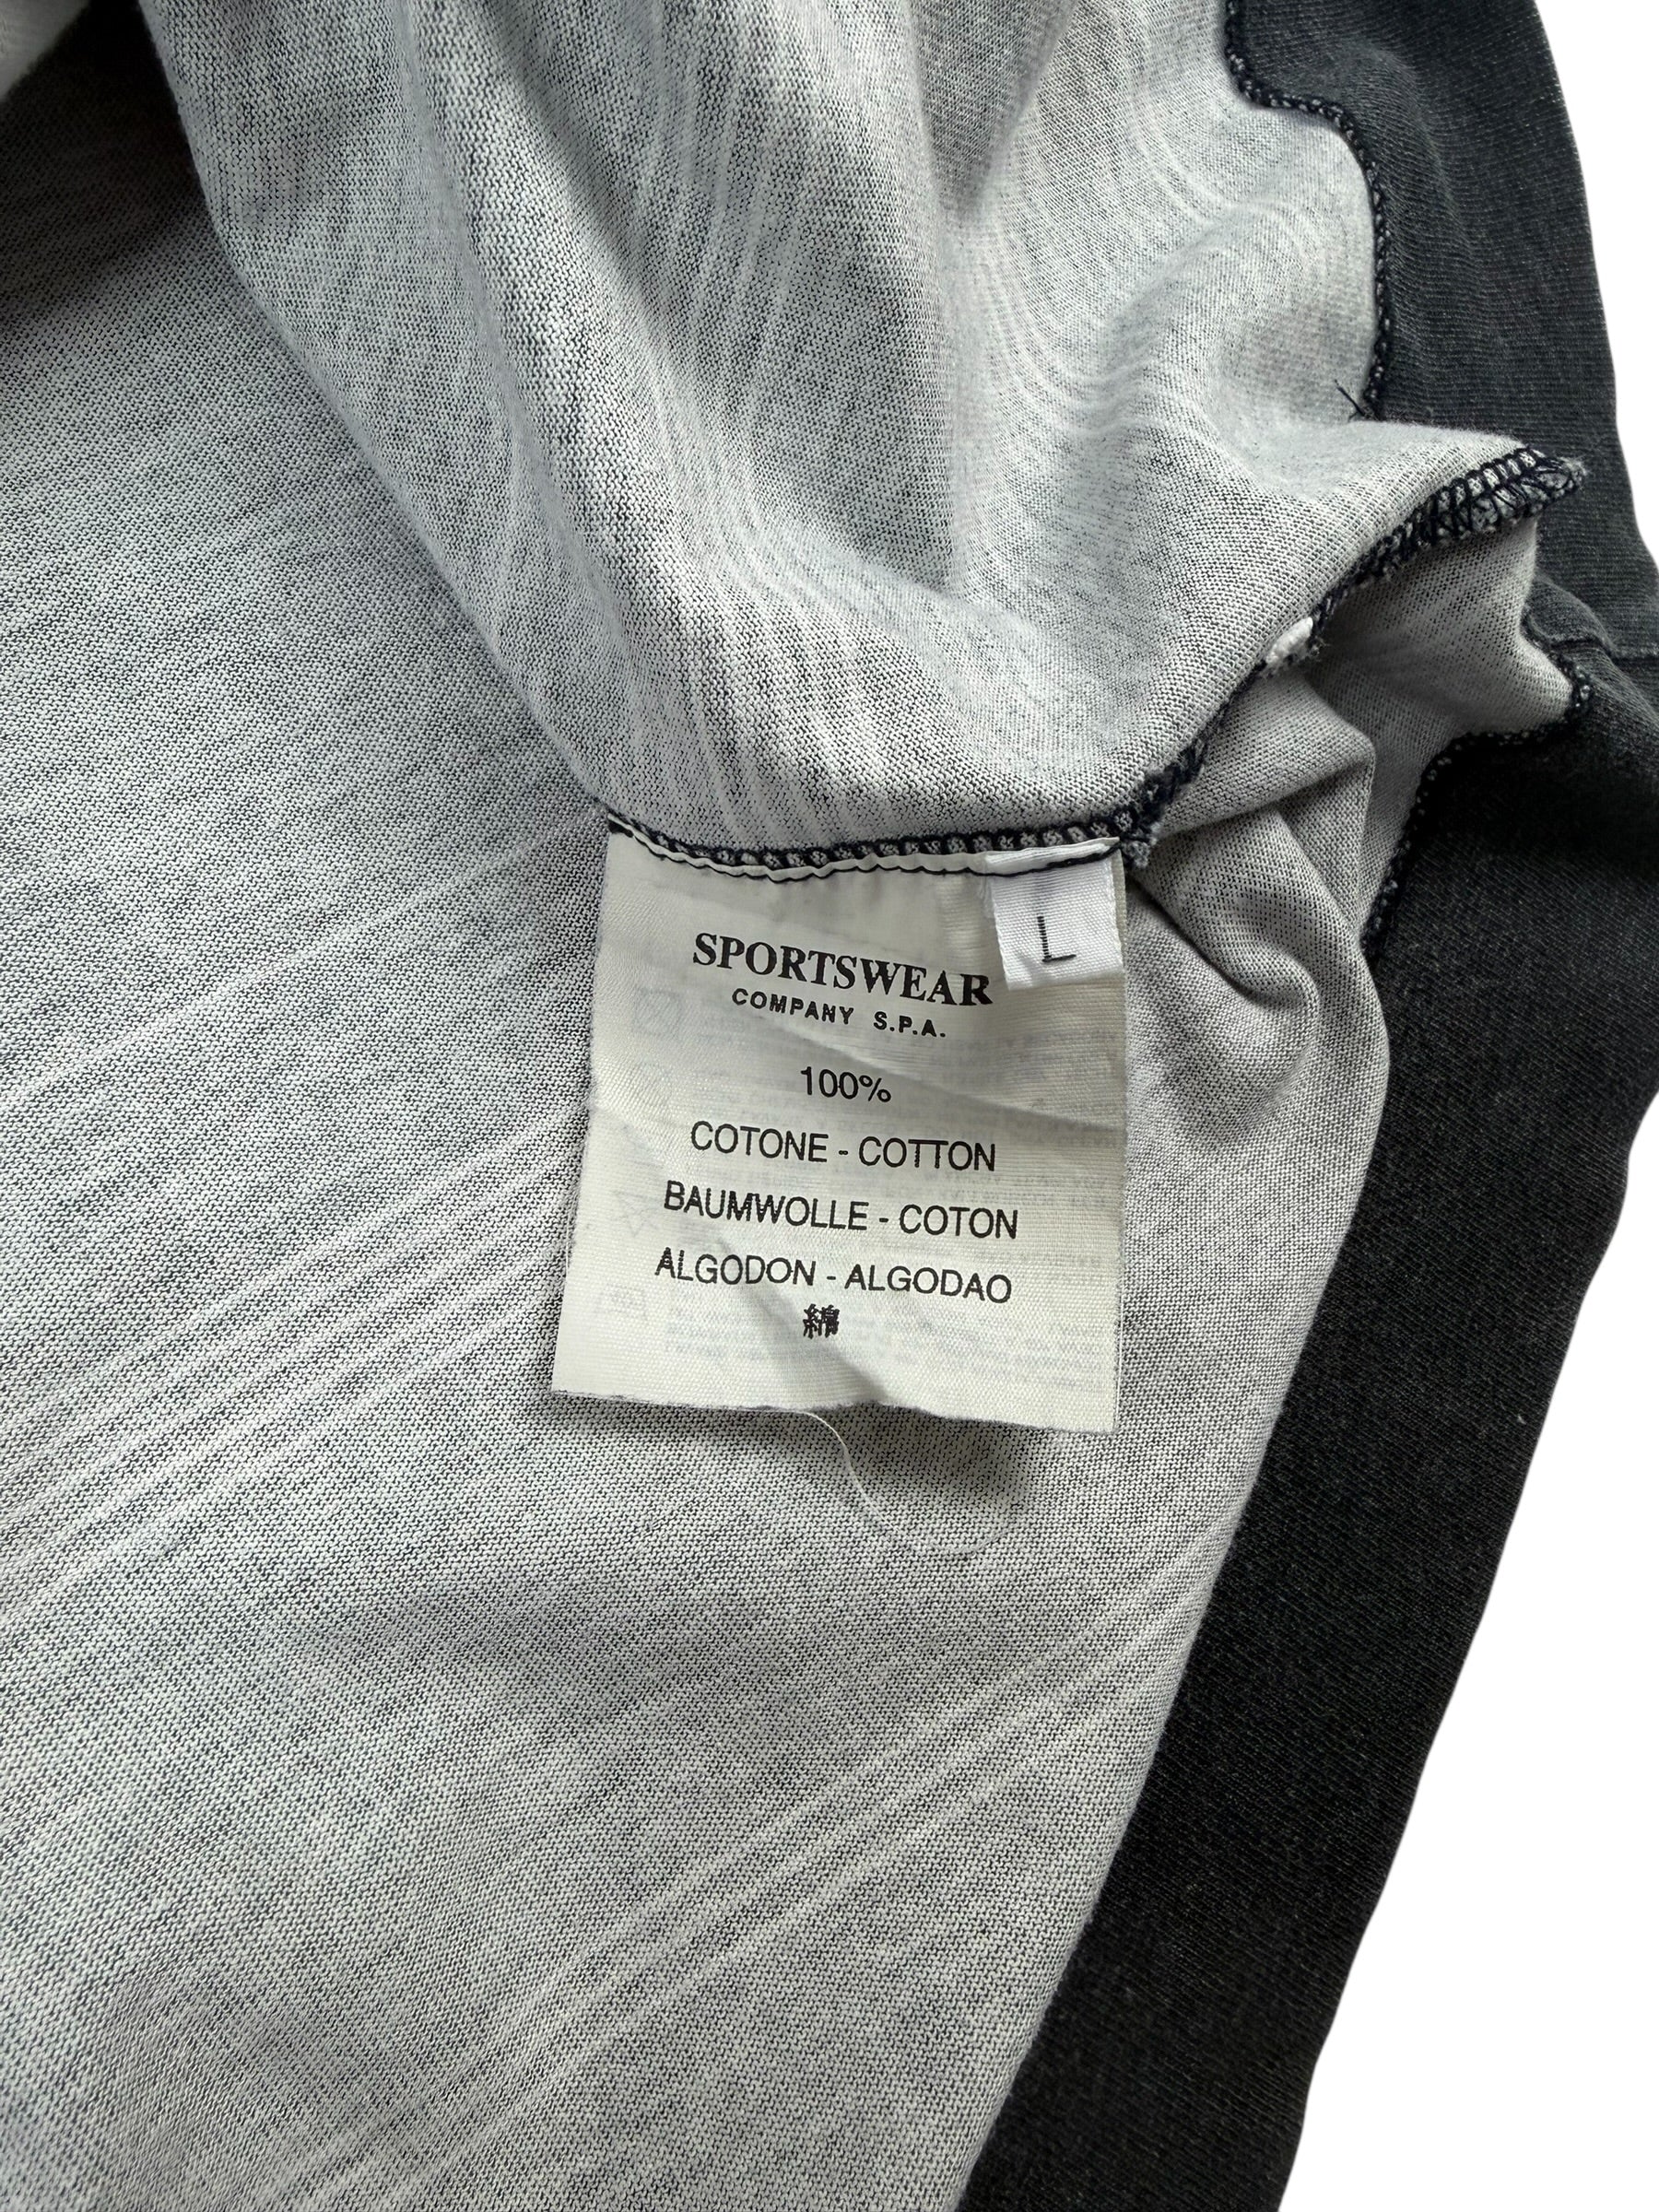 L
SPORTSWEAR
COMPANY S.P.A.
100%
COTONE - COTTON
BAUMWOLLE - COTON
ALGODON - ALGODAO
綿